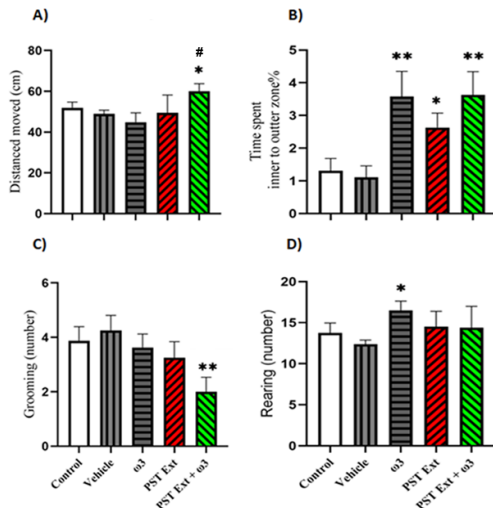 A)
Distanced moved (cm)
80
60
40
20
0
#
*
B)
Time spent
inner to outter zone%
5
4
3
2
1
0
**
*
**
C)
Grooming (number)
6
4
2
0
**
Control
Vehicle
ω3
PST Ext
PST Ext + ω3
D)
Rearing (number)
20
15
10
5
0
*
Control
Vehicle
ω3
PST Ext
PST Ext + ω3